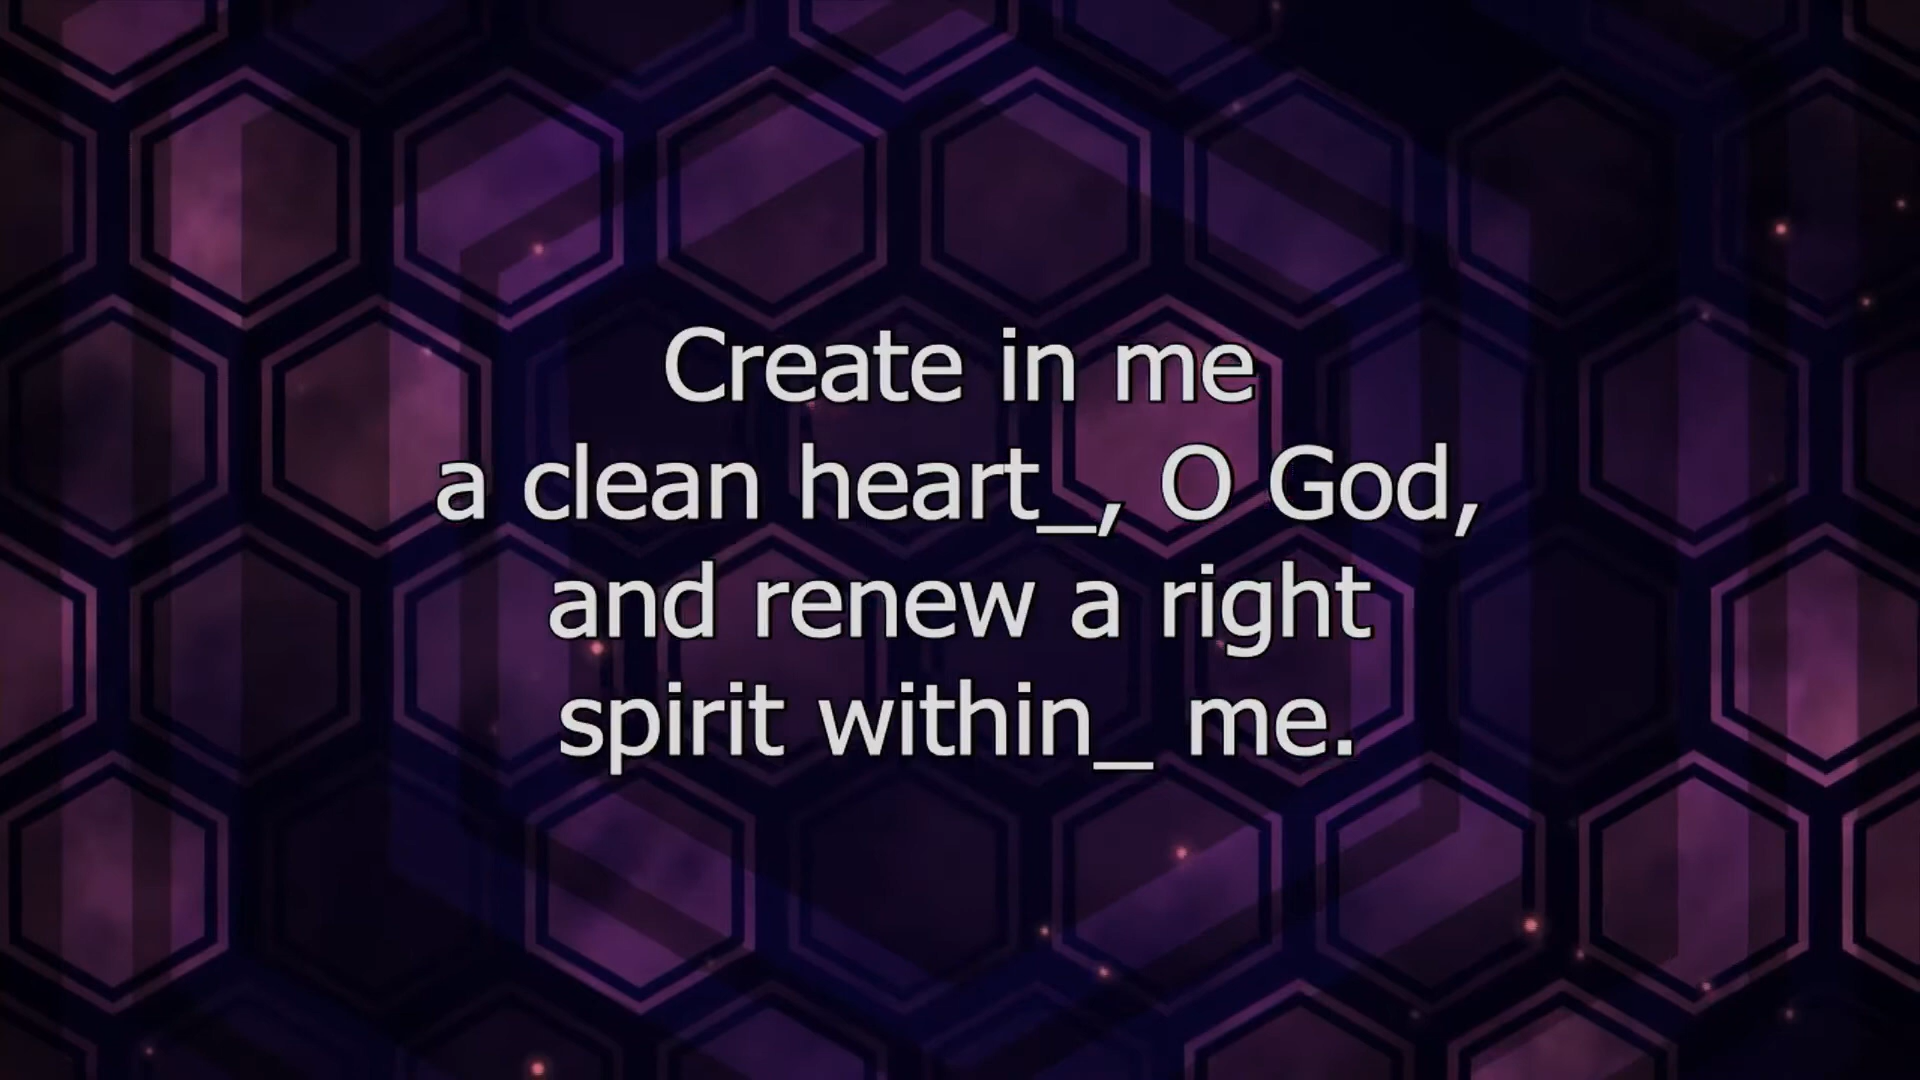 Create in me
a clean heart_, O God,
and renew a right
spirit within_ me.